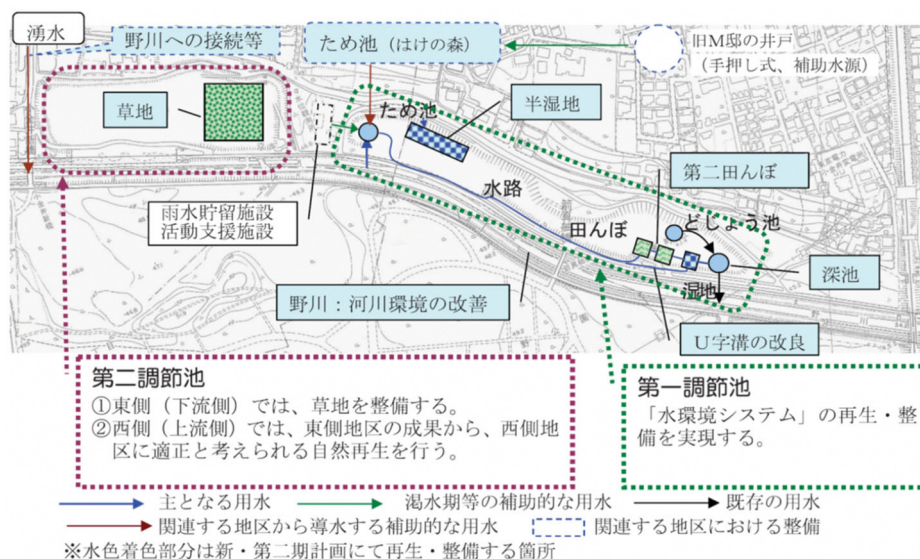 湧水
野川への接続等
ため池（はけの森）
旧M邸の井戸
（手押し式、補助水源）
草地
ため池
半湿地
水路
第二田んぼ
雨水貯留施設
活動支援施設
田んぼ
どじょう池
野川：河川環境の改善
湿地
深池
U字溝の改良
第二調節池
①東側（下流側）では、草地を整備する。
②西側（上流側）では、東側地区の成果から、西側地
区に適正と考えられる自然再生を行う。
第一調節池
「水環境システム」の再生・整
備を実現する。
主となる用水
渇水期等の補助的な用水
既存の用水
関連する地区から導水する補助的な用水
関連する地区における整備
※水色着色部分は新・第二期計画にて再生・整備する箇所